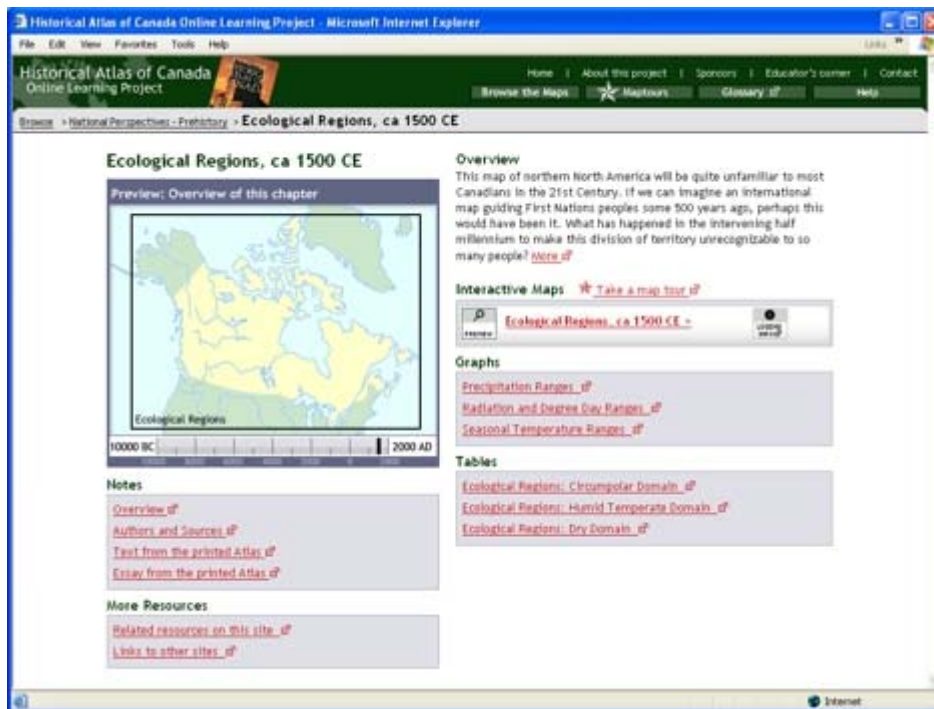 Historical Atlas of Canada Online Learning Project - Microsoft Internet Explorer
File Edit View Favorites Tools Help
Links
Historical Atlas of Canada
Online Learning Project
Home | About this project | Sponsors | Educator's corner | Contact
Browse the Maps Maptours Glossary Help
Browse > National Perspectives - Prehistory > Ecological Regions, ca 1500 CE
Ecological Regions, ca 1500 CE
Preview: Overview of this chapter
Ecological Regions
10000 BC 2000 AD
Notes
Overview
Authors and Sources
Text from the printed Atlas
Essay from the printed Atlas
More Resources
Related resources on this site
Links to other sites
Overview
This map of northern North America will be quite unfamiliar to most
Canadians in the 21st Century. If we can imagine an international
map guiding First Nations peoples some 500 years ago, perhaps this
would have been it. What has happened in the intervening half
millennium to make this division of territory unrecognizable to so
many people? More
Interactive Maps Take a map tour
PREVIEW
Ecological Regions, ca 1500 CE
Graphs
Precipitation Ranges
Radiation and Degree Day Ranges
Seasonal Temperature Ranges
Tables
Ecological Regions: Circumpolar Domain
Ecological Regions: Humid Temperate Domain
Ecological Regions: Dry Domain
Internet